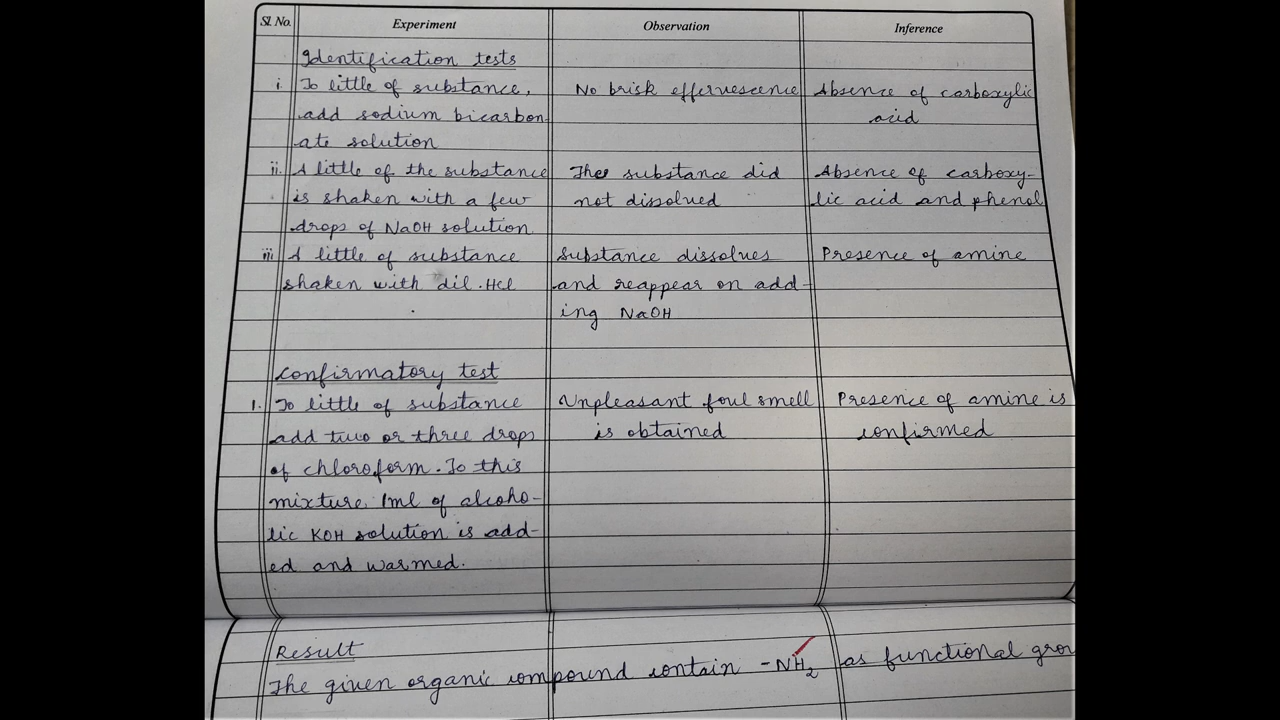 Sl. No. Experiment Observation Inference
Identification tests
i. To little of substance, No brisk effervescence Absence of carboxylic
add sodium bicarbon- acid
ate solution
ii. A little of the substance The substance did Absence of carboxy-
is shaken with a few not dissolved lic acid and phenol
drops of NaOH solution
iii A little of substance Substance dissolves Presence of amine
shaken with dil. Hcl and reappear on add-
ing NaOH
Confirmatory test
1. To little of substance Unpleasant foul smell Presence of amine is
add two or three drops is obtained confirmed
of chloroform. To this
mixture, 1ml of alcoho-
lic KOH solution is add-
ed and warmed.
Result
The given organic compound contain -NH₂ as functional grou